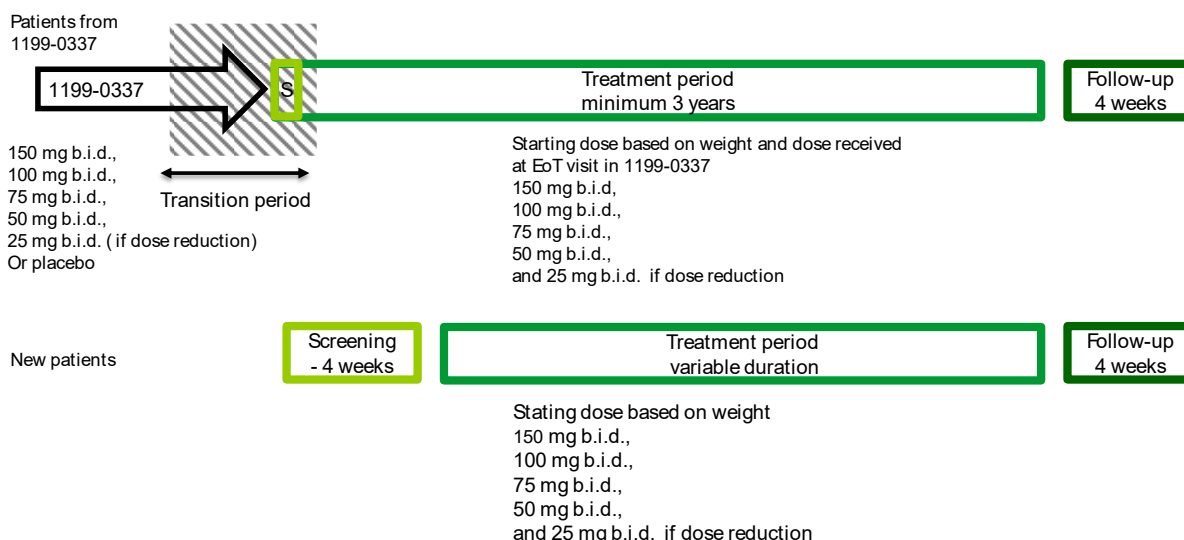 Patients from
1199-0337
1199-0337
S
Treatment period
minimum 3 years
Follow-up
4 weeks
150 mg b.i.d.,
100 mg b.i.d.,
75 mg b.i.d.,
50 mg b.i.d.,
25 mg b.i.d. ( if dose reduction)
Or placebo
Transition period
Starting dose based on weight and dose received
at EoT visit in 1199-0337
150 mg b.i.d,
100 mg b.i.d.,
75 mg b.i.d.,
50 mg b.i.d.,
and 25 mg b.i.d. if dose reduction
New patients
Screening
- 4 weeks
Treatment period
variable duration
Follow-up
4 weeks
Stating dose based on weight
150 mg b.i.d.,
100 mg b.i.d.,
75 mg b.i.d.,
50 mg b.i.d.,
and 25 mg b.i.d. if dose reduction